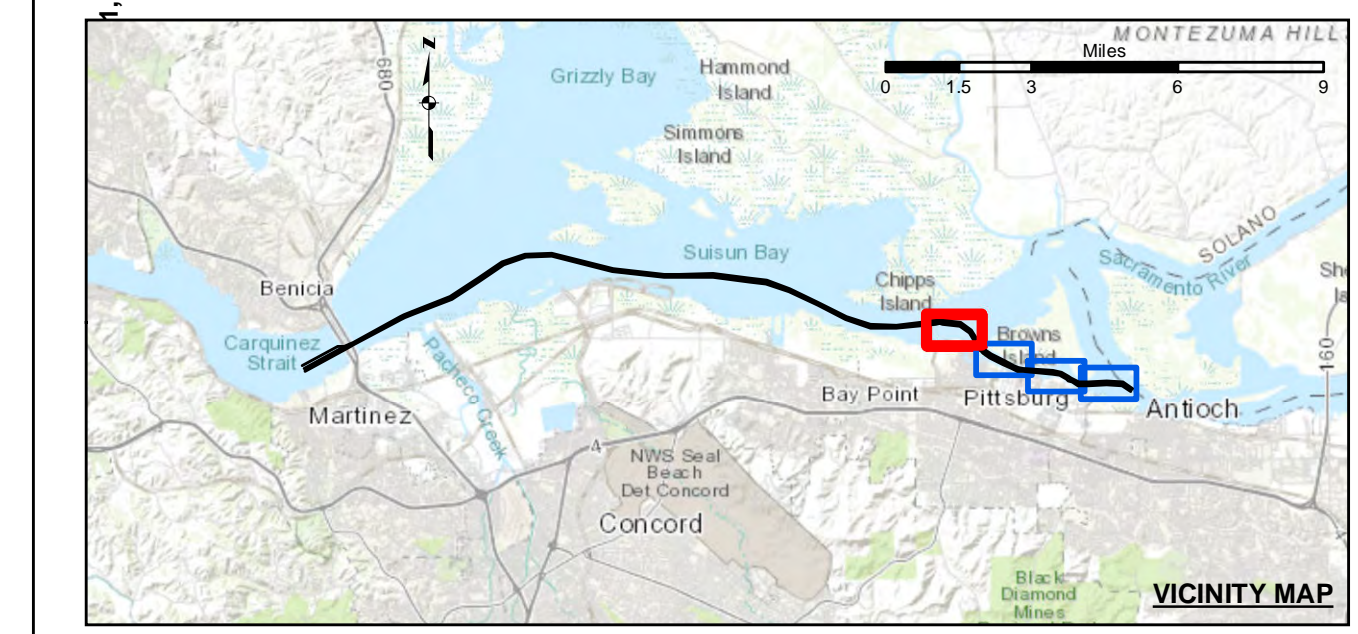 MONTEZUMA HILL
Miles
0 1.5 3 6 9
N
680
Grizzly Bay
Hammond
Island
Simmons
Island
SOLANO
Sacramento River
Suisun Bay
Chipps
Island
Benicia
Carquinez
Strait
Pacheco Creek
Browns
Island
160
Bay Point
Pittsburg
Antioch
Martinez
4
NWS Seal
Beach
Det Concord
Concord
4
Black
Diamond
Mines
VICINITY MAP